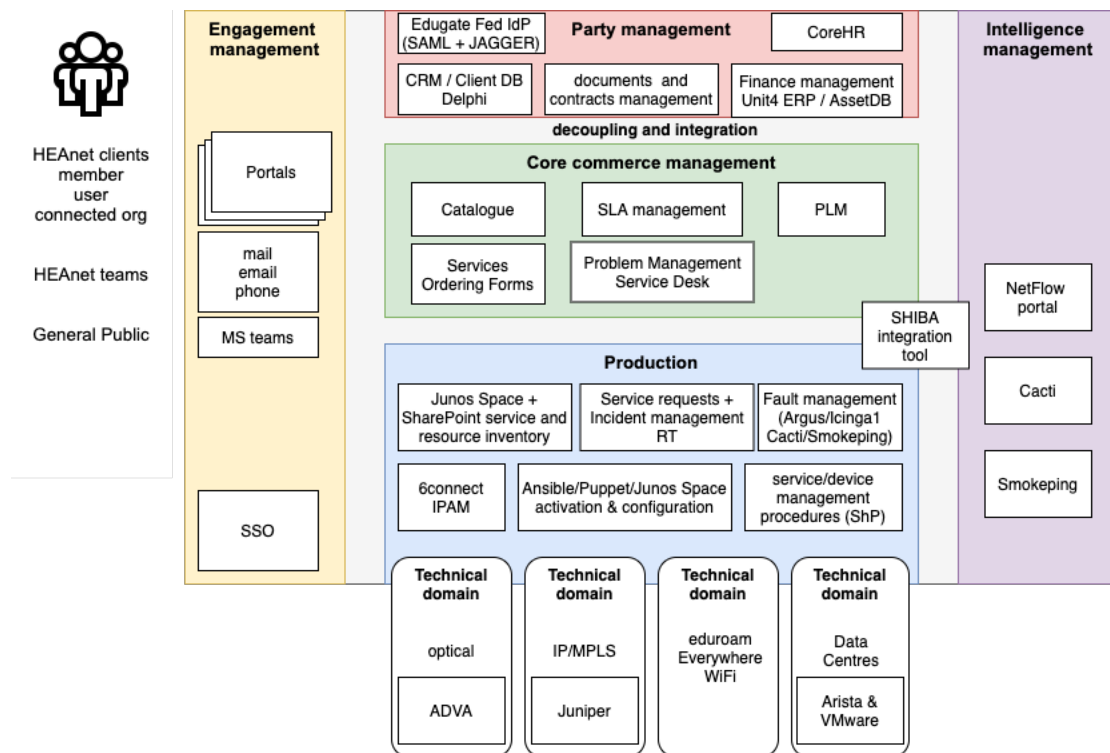 HEAnet clients
member
user
connected org
HEAnet teams
General Public
Engagement
management
Portals
mail
email
phone
MS teams
SSO
Party management
Edugate Fed IdP
(SAML + JAGGER)
CoreHR
CRM / Client DB
Delphi
documents and
contracts management
Finance management
Unit4 ERP / AssetDB
decoupling and integration
Core commerce management
Catalogue
SLA management
PLM
Services
Ordering Forms
Problem Management
Service Desk
SHIBA
integration
tool
Production
Junos Space +
SharePoint service and
resource inventory
Service requests +
Incident management
RT
Fault management
(Argus/Icinga1
Cacti/Smokeping)
6connect
IPAM
Ansible/Puppet/Junos Space
activation & configuration
service/device
management
procedures (ShP)
Technical
domain
optical
ADVA
Technical
domain
IP/MPLS
Juniper
Technical
domain
eduroam
Everywhere
WiFi
Technical
domain
Data
Centres
Arista &
VMware
Intelligence
management
NetFlow
portal
Cacti
Smokeping